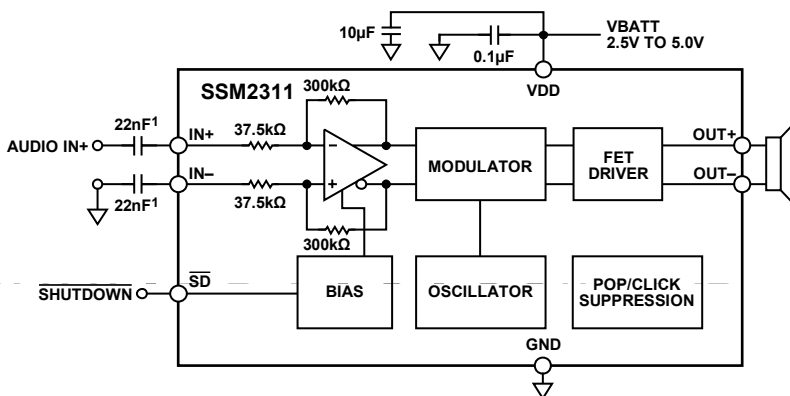 10µF
0.1µF
VBATT
2.5V TO 5.0V
VDD
SSM2311
300kΩ
22nF1
IN+
37.5kΩ
AUDIO IN+
−
+
MODULATOR
FET
DRIVER
OUT+
IN−
OUT−
22nF1
37.5kΩ
300kΩ
SHUTDOWN
SD
BIAS
OSCILLATOR
POP/CLICK
SUPPRESSION
GND